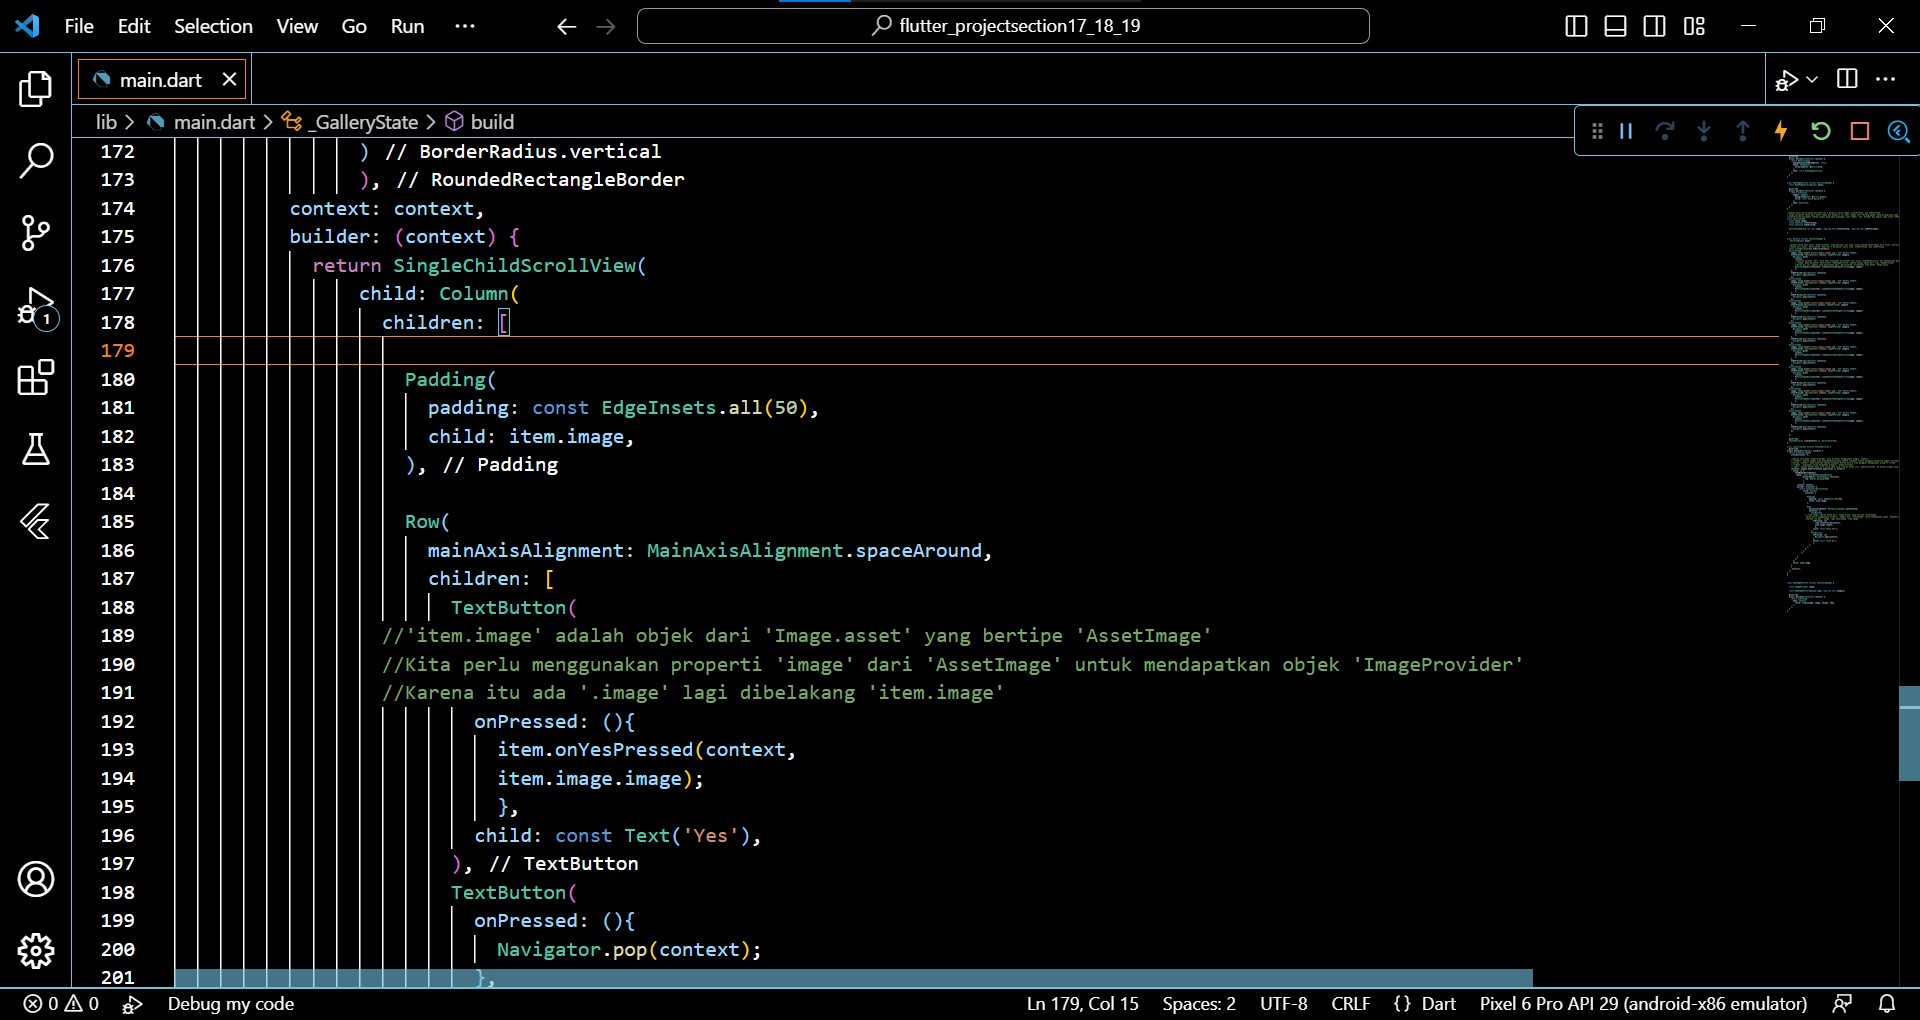 File Edit Selection View Go Run ··· flutter_projectsection17_18_19
main.dart
lib > main.dart > _GalleryState > build
172 ) // BorderRadius.vertical
173 ), // RoundedRectangleBorder
174 context: context,
175 builder: (context) {
176 return SingleChildScrollView(
177 child: Column(
178 children: [
179
180 Padding(
181 padding: const EdgeInsets.all(50),
182 child: item.image,
183 ), // Padding
184
185 Row(
186 mainAxisAlignment: MainAxisAlignment.spaceAround,
187 children: [
188 TextButton(
189 //'item.image' adalah objek dari 'Image.asset' yang bertipe 'AssetImage'
190 //Kita perlu menggunakan properti 'image' dari 'AssetImage' untuk mendapatkan objek 'ImageProvider'
191 //Karena itu ada '.image' lagi dibelakang 'item.image'
192 onPressed: (){
193 item.onYesPressed(context,
194 item.image.image);
195 },
196 child: const Text('Yes'),
197 ), // TextButton
198 TextButton(
199 onPressed: (){
200 Navigator.pop(context);
201 },
1
0 0 Debug my code Ln 179, Col 15 Spaces: 2 UTF-8 CRLF {} Dart Pixel 6 Pro API 29 (android-x86 emulator)